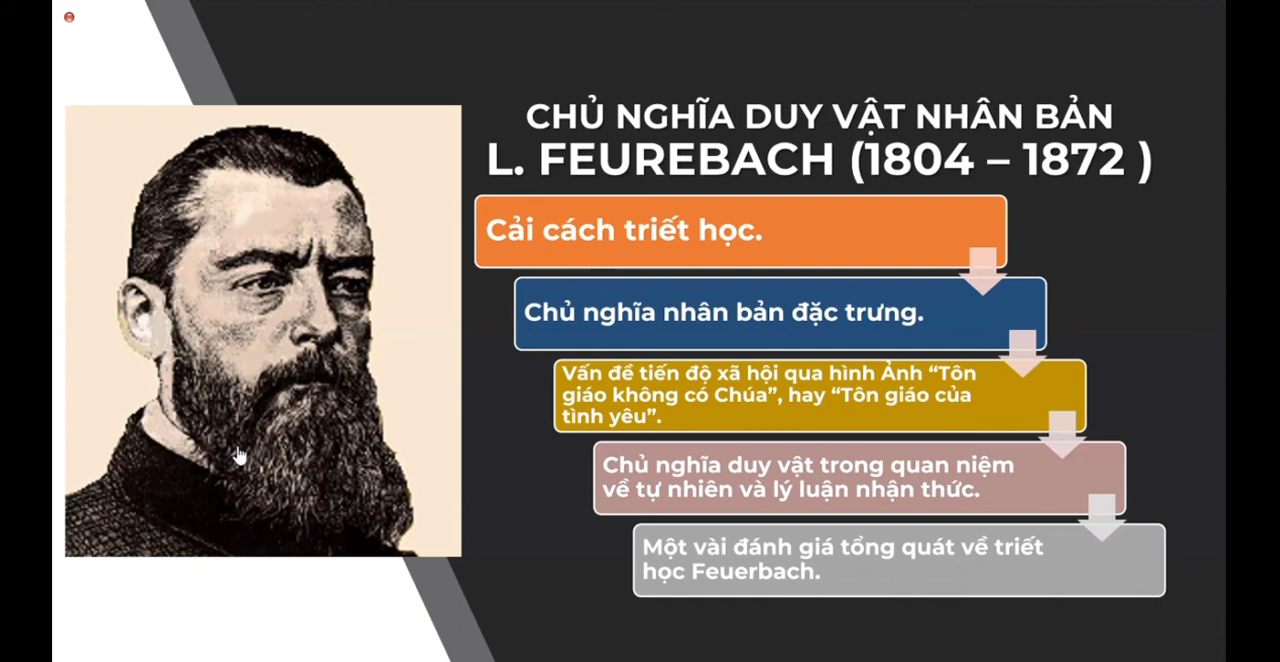 CHỦ NGHĨA DUY VẬT NHÂN BẢN
L. FEUREBACH (1804 – 1872 )
Cải cách triết học.
Chủ nghĩa nhân bản đặc trưng.
Vấn đề tiến độ xã hội qua hình Ảnh “Tôn
giáo không có Chúa”, hay “Tôn giáo của
tình yêu”.
Chủ nghĩa duy vật trong quan niệm
về tự nhiên và lý luận nhận thức.
Một vài đánh giá tổng quát về triết
học Feuerbach.